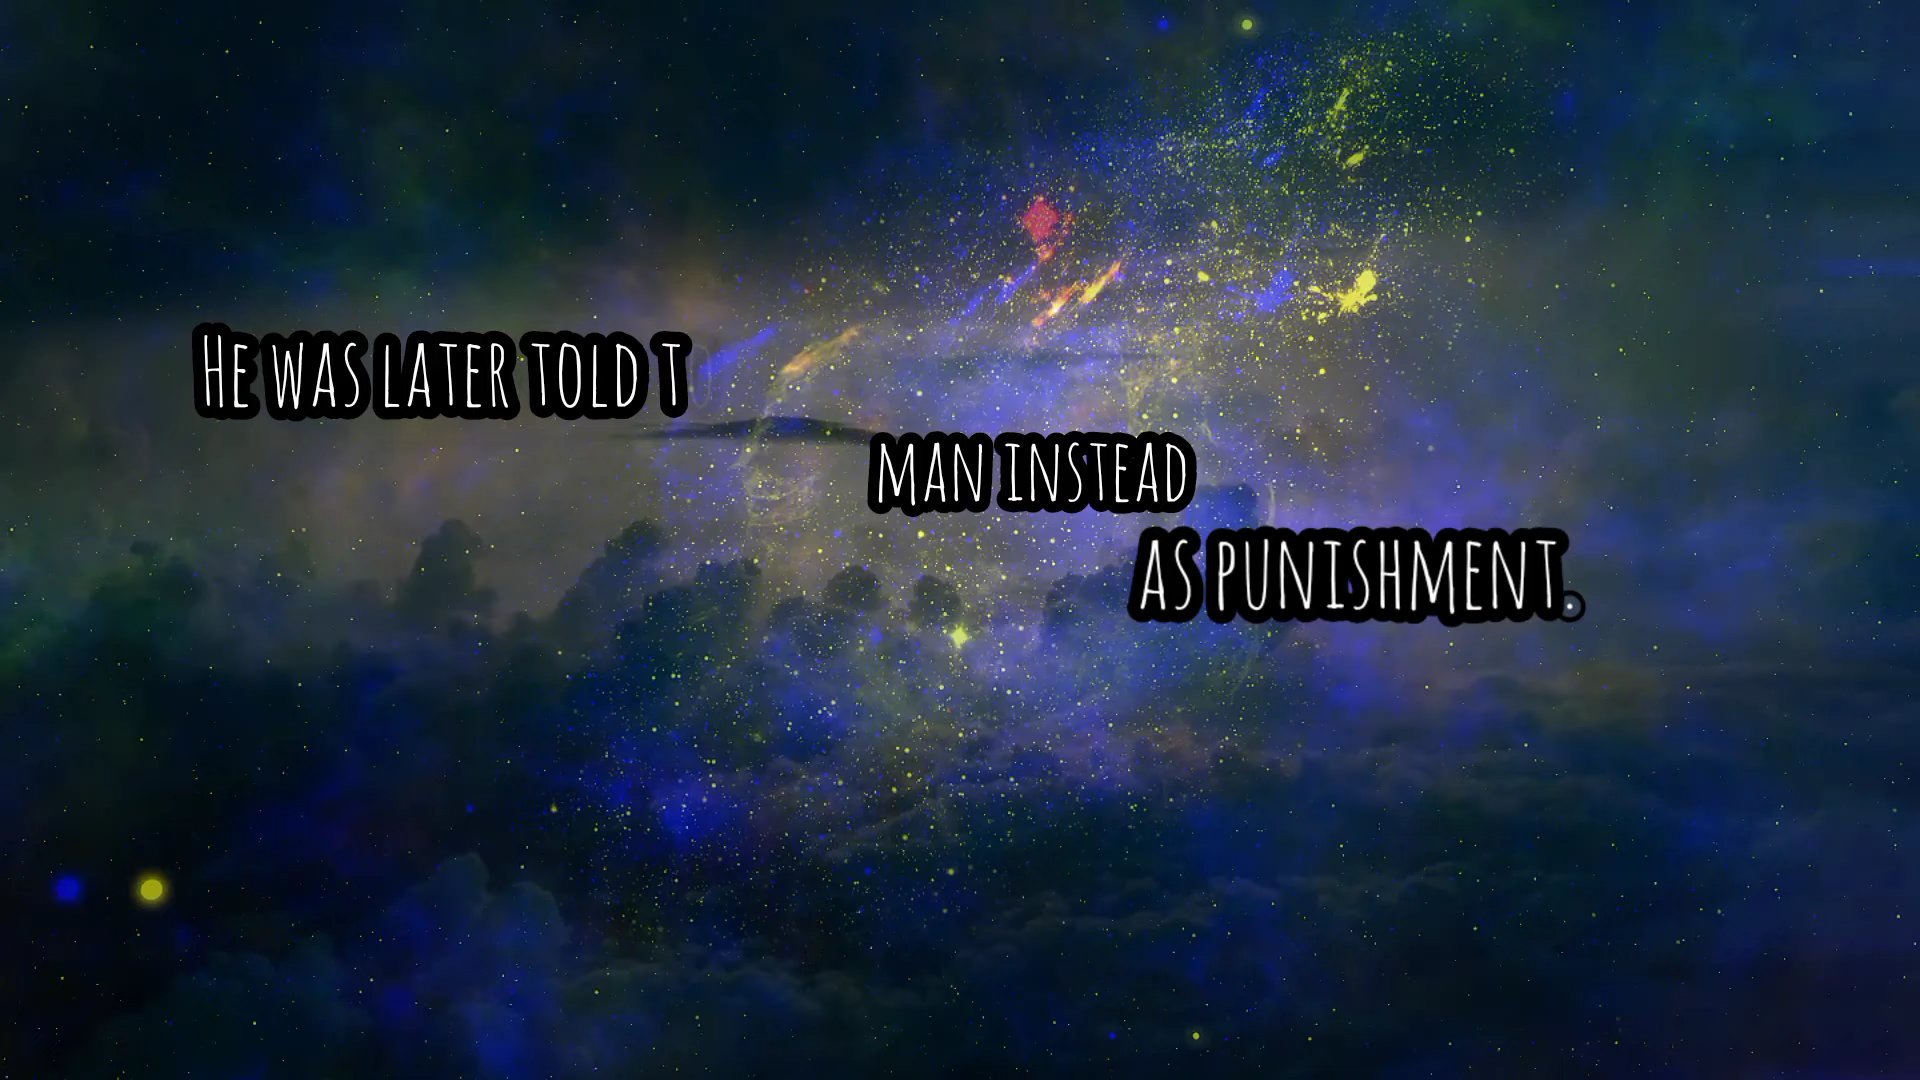 He was later told t
man instead
as punishment.